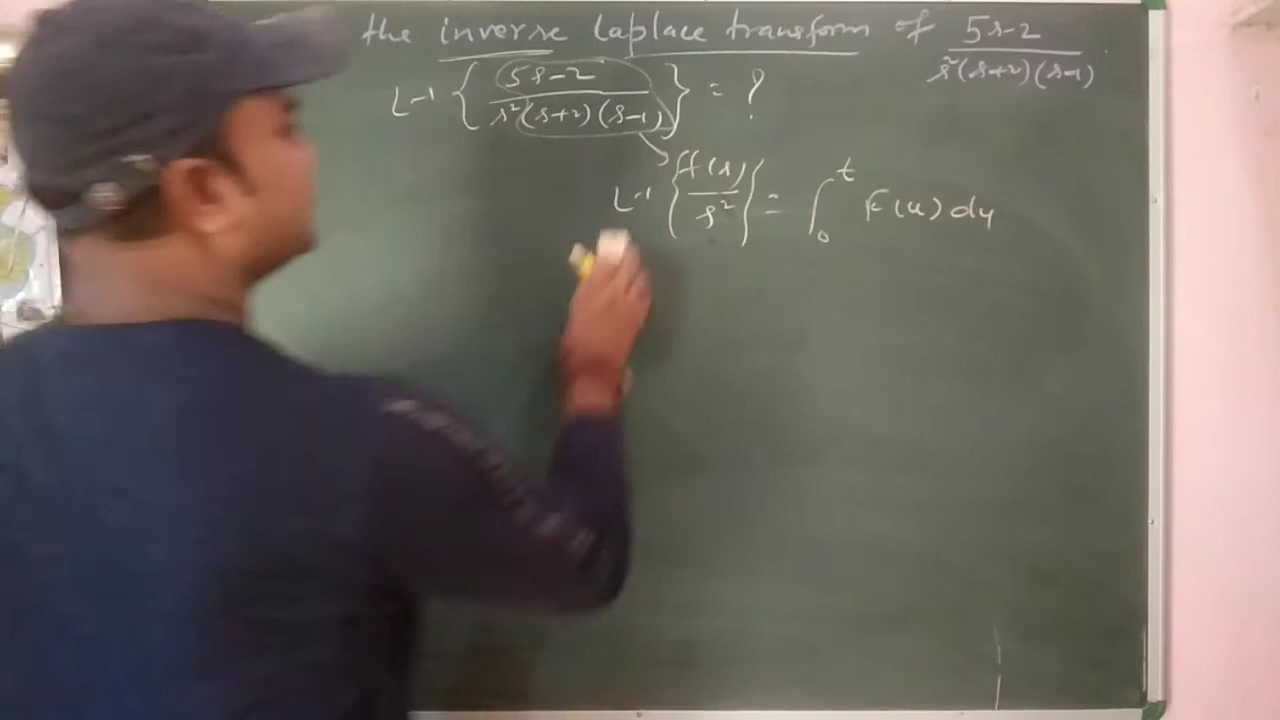 the inverse Laplace transform of (5s-2)/(s²(s+2)(s-1))
L-1 { (5s-2)/(s²(s+2)(s-1)) } = ?
L-1 { f(s)/s² } = ∫₀ᵗ F(u) du